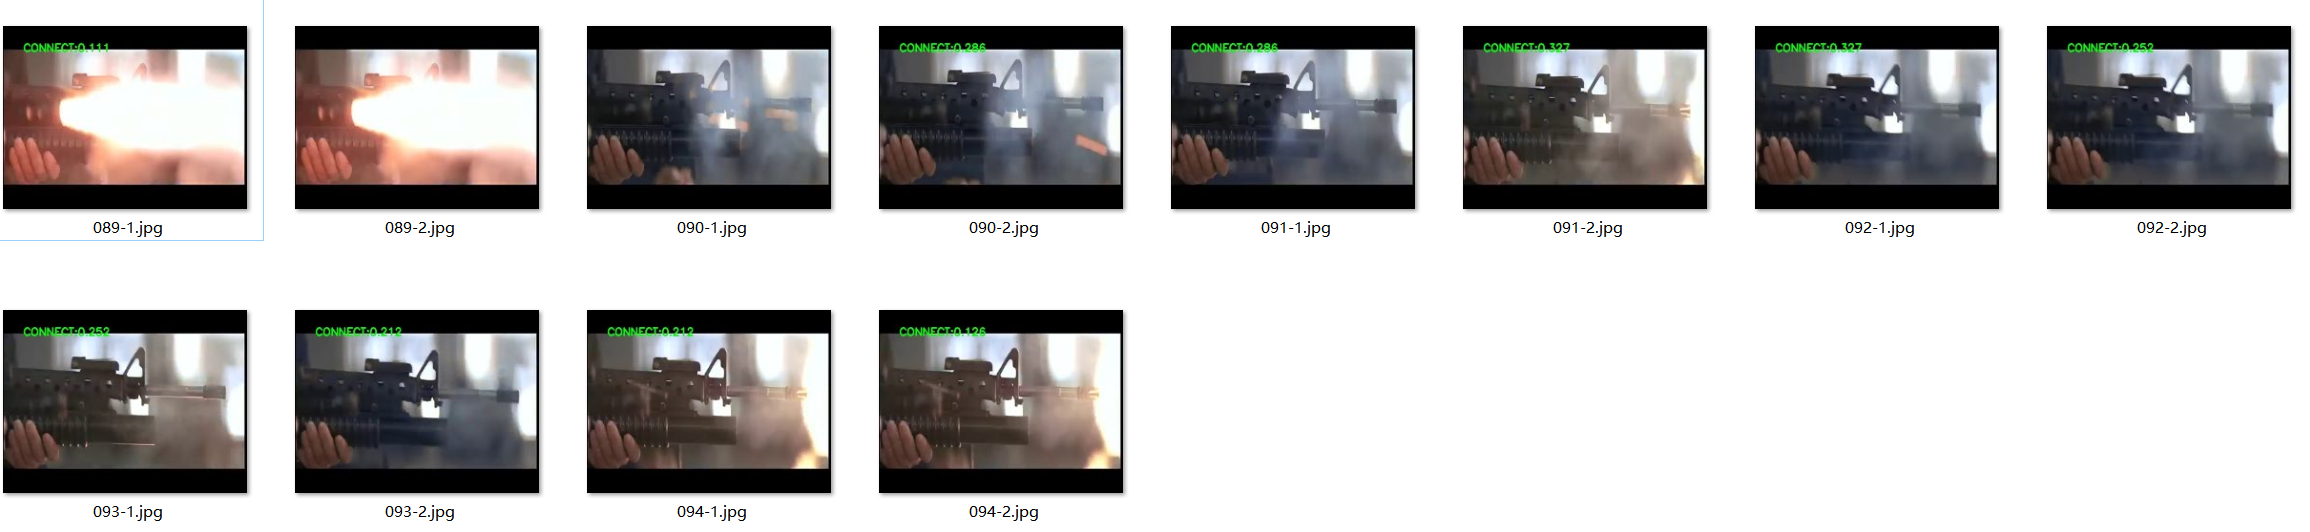 CONNECT:0.111
CONNECT:0.286
CONNECT:0.286
CONNECT:0.327
CONNECT:0.327
CONNECT:0.252
089-1.jpg
089-2.jpg
090-1.jpg
090-2.jpg
091-1.jpg
091-2.jpg
092-1.jpg
092-2.jpg
CONNECT:0.252
CONNECT:0.212
CONNECT:0.212
CONNECT:0.126
093-1.jpg
093-2.jpg
094-1.jpg
094-2.jpg